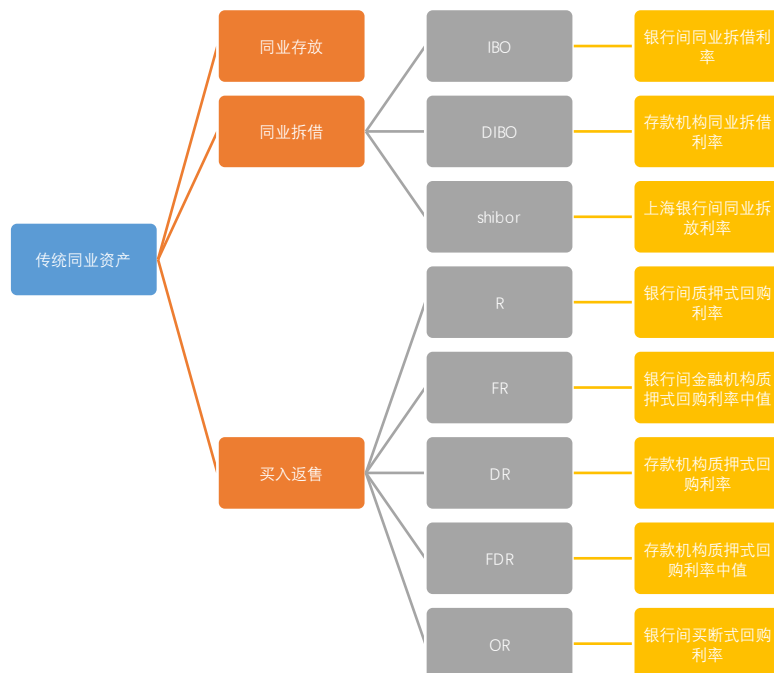 同业存放
IBO
银行间同业拆借利
率
同业拆借
DIBO
存款机构同业拆借
利率
shibor
上海银行间同业拆
放利率
传统同业资产
R
银行间质押式回购
利率
FR
银行间金融机构质
押式回购利率中值
买入返售
DR
存款机构质押式回
购利率
FDR
存款机构质押式回
购利率中值
OR
银行间买断式回购
利率